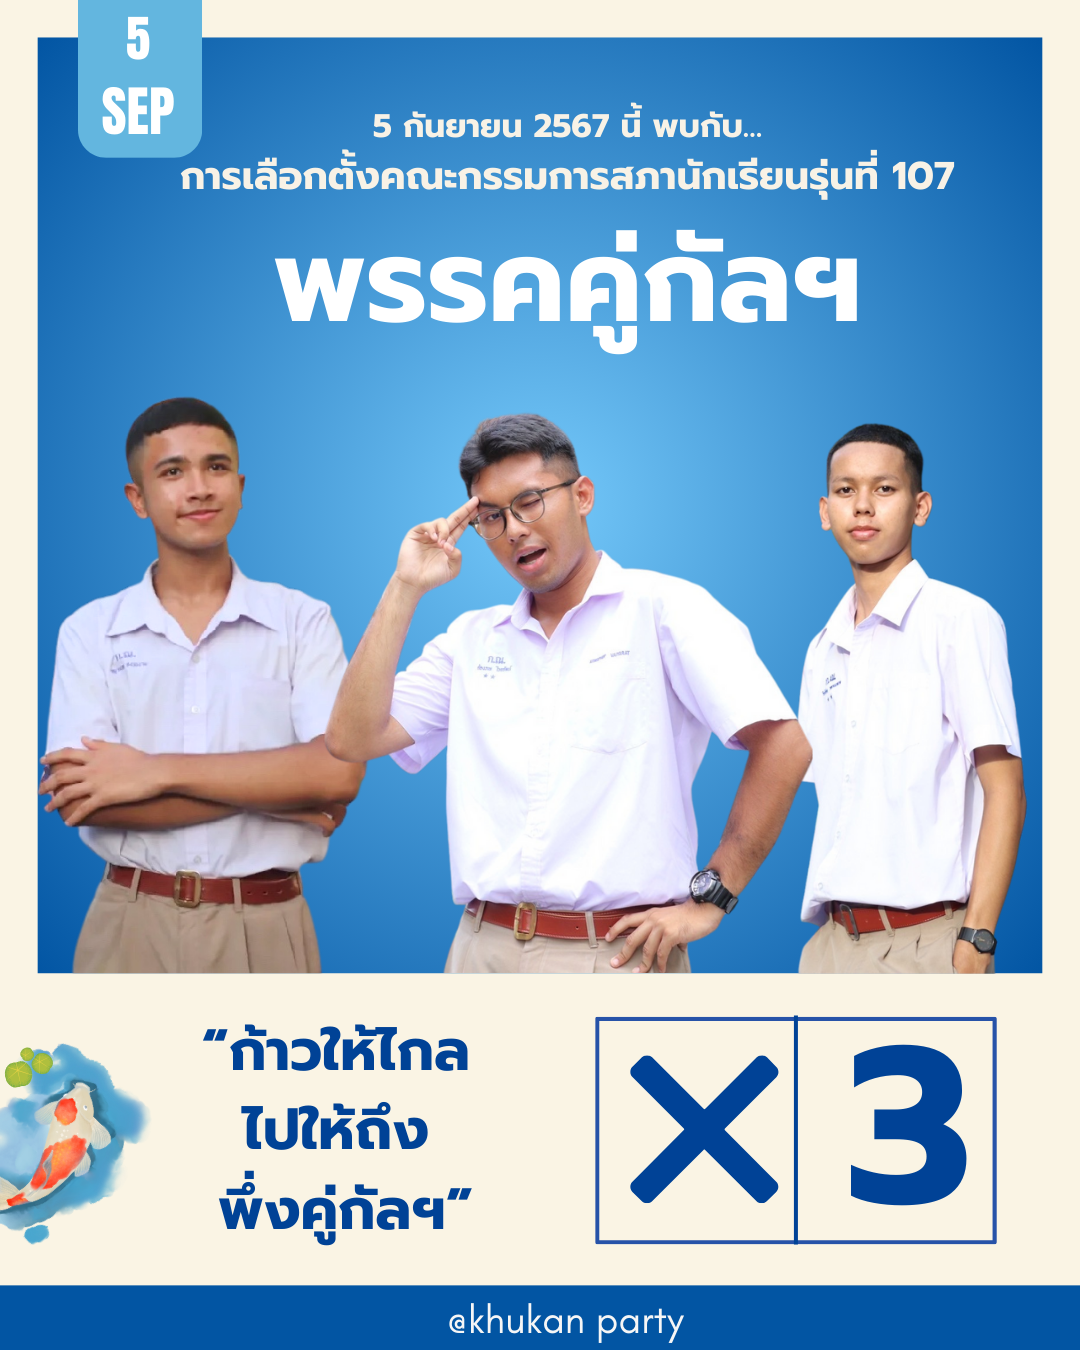 5
SEP
5 กันยายน 2567 นี้ พบกับ...
การเลือกตั้งคณะกรรมการสภานักเรียนรุ่นที่ 107
พรรคคู่กัลฯ
ก.ณ.
“ก้าวให้ไกล
ไปให้ถึง
พึ่งคู่กัลฯ”
3
@khukan party